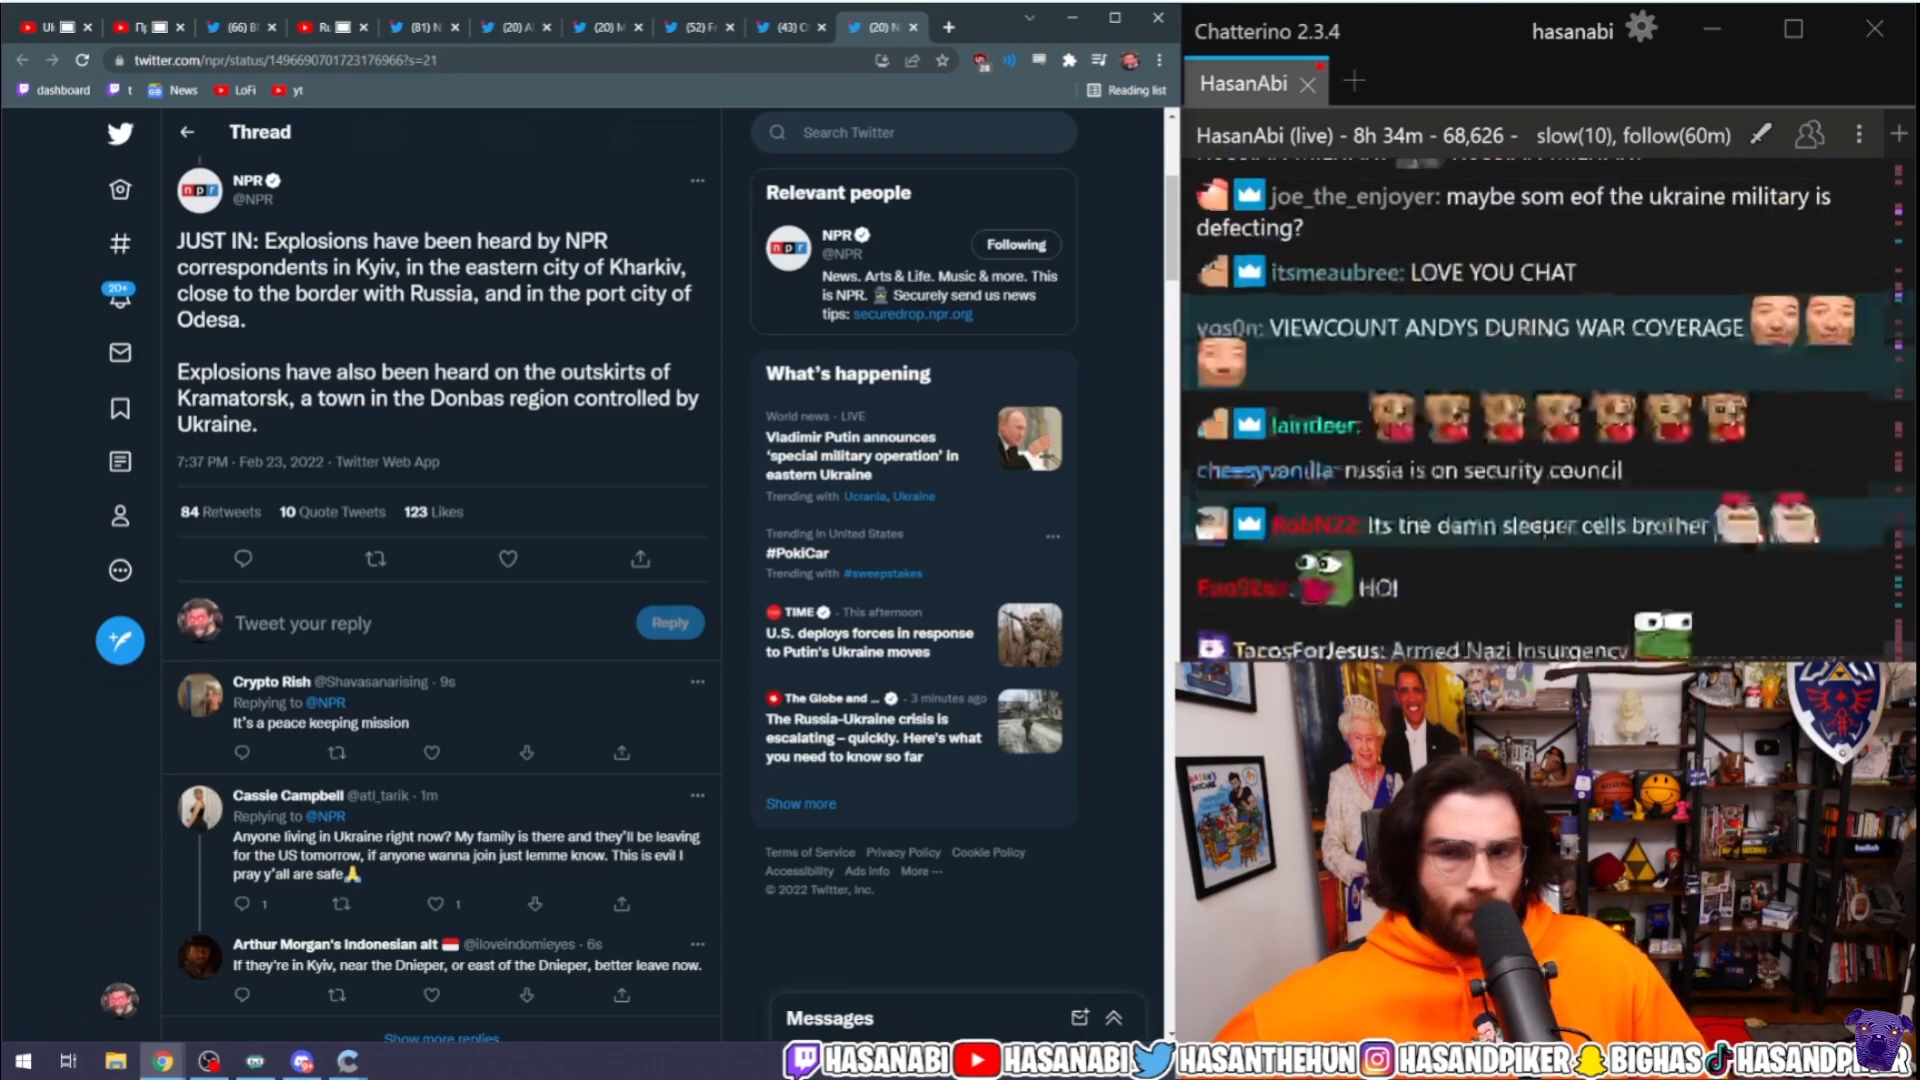 (66) B
(81) N
(20) A
(20) M
(52) F
(43) O
(20) N
twitter.com/npr/status/1496690701723176966?s=21
28
dashboard
t
News
LoFi
yt
Reading list
Thread
Search Twitter
NPR
@NPR
JUST IN: Explosions have been heard by NPR
correspondents in Kyiv, in the eastern city of Kharkiv,
close to the border with Russia, and in the port city of
Odesa.
Explosions have also been heard on the outskirts of
Kramatorsk, a town in the Donbas region controlled by
Ukraine.
7:37 PM · Feb 23, 2022 · Twitter Web App
84 Retweets 10 Quote Tweets 123 Likes
20+
Tweet your reply
Reply
Crypto Rish @Shavasanarising · 9s
Replying to @NPR
It's a peace keeping mission
Cassie Campbell @atl_tarik · 1m
Replying to @NPR
Anyone living in Ukraine right now? My family is there and they'll be leaving
for the US tomorrow, if anyone wanna join just lemme know. This is evil I
pray y'all are safe🙏
1
1
Arthur Morgan's Indonesian alt @iloveindomieyes · 6s
If they're in Kyiv, near the Dnieper, or east of the Dnieper, better leave now.
Show more replies
Relevant people
NPR
@NPR
Following
News. Arts & Life. Music & more. This
is NPR. Securely send us news
tips: securedrop.npr.org
What's happening
World news · LIVE
Vladimir Putin announces
'special military operation' in
eastern Ukraine
Trending with Ucrania, Ukraine
Trending in United States
#PokiCar
Trending with #sweepstakes
TIME · This afternoon
U.S. deploys forces in response
to Putin's Ukraine moves
The Globe and ... · 3 minutes ago
The Russia-Ukraine crisis is
escalating – quickly. Here's what
you need to know so far
Show more
Terms of Service Privacy Policy Cookie Policy
Accessibility Ads Info More ···
© 2022 Twitter, Inc.
Messages
Chatterino 2.3.4
hasanabi
HasanAbi
HasanAbi (live) - 8h 34m - 68,626 - slow(10), follow(60m)
joe_the_enjoyer: maybe som eof the ukraine military is
defecting?
itsmeaubree: LOVE YOU CHAT
yas0n: VIEWCOUNT ANDYS DURING WAR COVERAGE
laindeer:
russia is on security council
RobN22: Its the damn sleeper cells brother
HO!
TacosForJesus: Armed Nazi Insurgency
HASANABI HASANABI HASANTHEHUN HASANDPIKER BIGHAS HASANDP